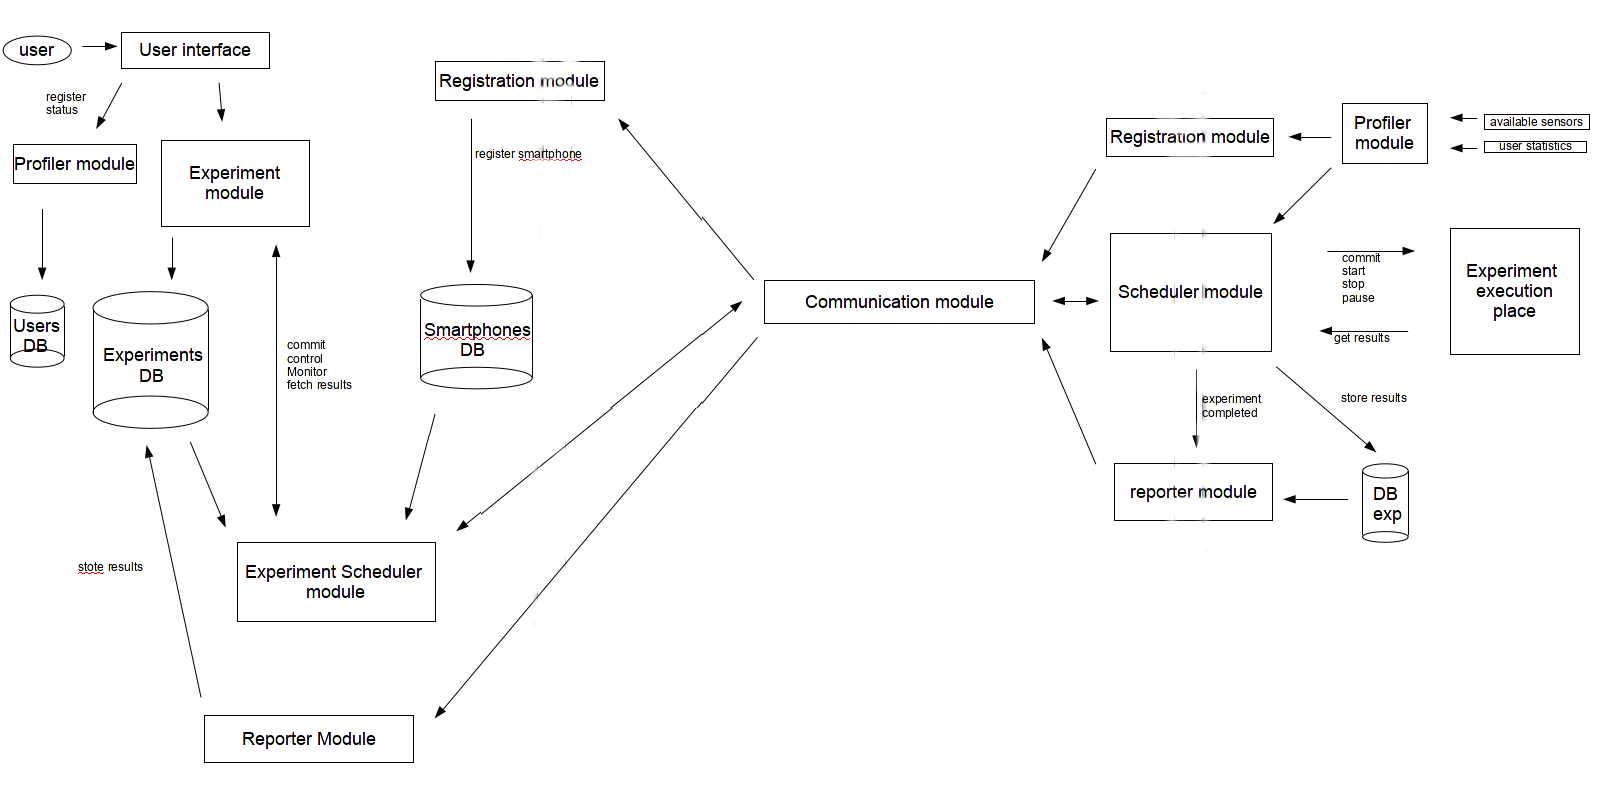 user
User interface
register
status
Profiler module
Experiment
module
Users
DB
Experiments
DB
commit
control
Monitor
fetch results
stote results
Experiment Scheduler
module
Reporter Module
Registration module
register smartphone
Smartphones
DB
Communication module
Registration module
Profiler
module
available sensors
user statistics
Scheduler module
commit
start
stop
pause
get results
Experiment
execution
place
experiment
completed
store results
reporter module
DB
exp